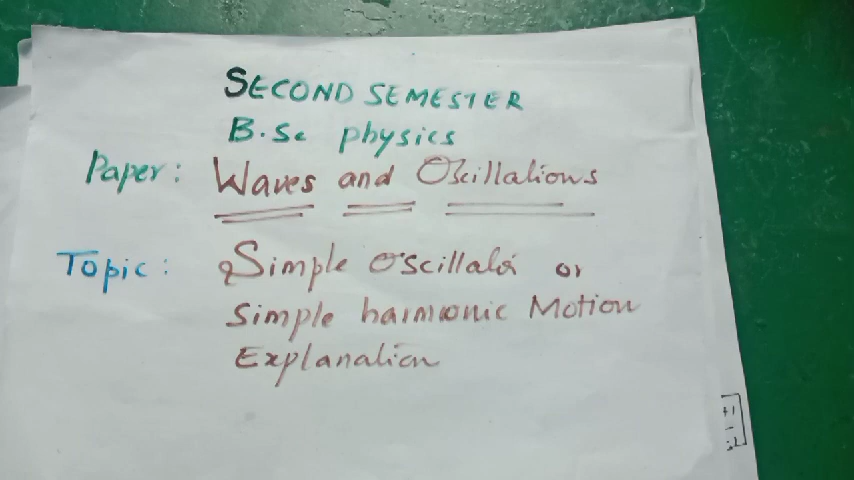 SECOND SEMESTER
B.Sc physics
Paper: Waves and Oscillations
Topic: Simple Oscillator or
Simple harmonic Motion
Explanation